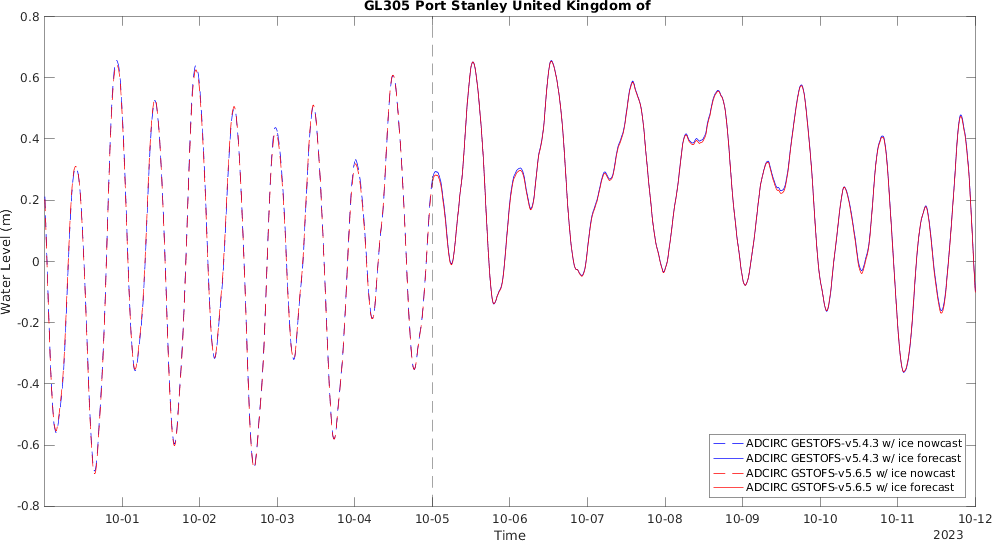 GL305 Port Stanley United Kingdom of
Water Level (m)
0.8
0.6
0.4
0.2
0
-0.2
-0.4
-0.6
-0.8
10-01 10-02 10-03 10-04 10-05 10-06 10-07 10-08 10-09 10-10 10-11 10-12
Time
2023
ADCIRC GESTOFS-v5.4.3 w/ ice nowcast
ADCIRC GESTOFS-v5.4.3 w/ ice forecast
ADCIRC GSTOFS-v5.6.5 w/ ice nowcast
ADCIRC GSTOFS-v5.6.5 w/ ice forecast